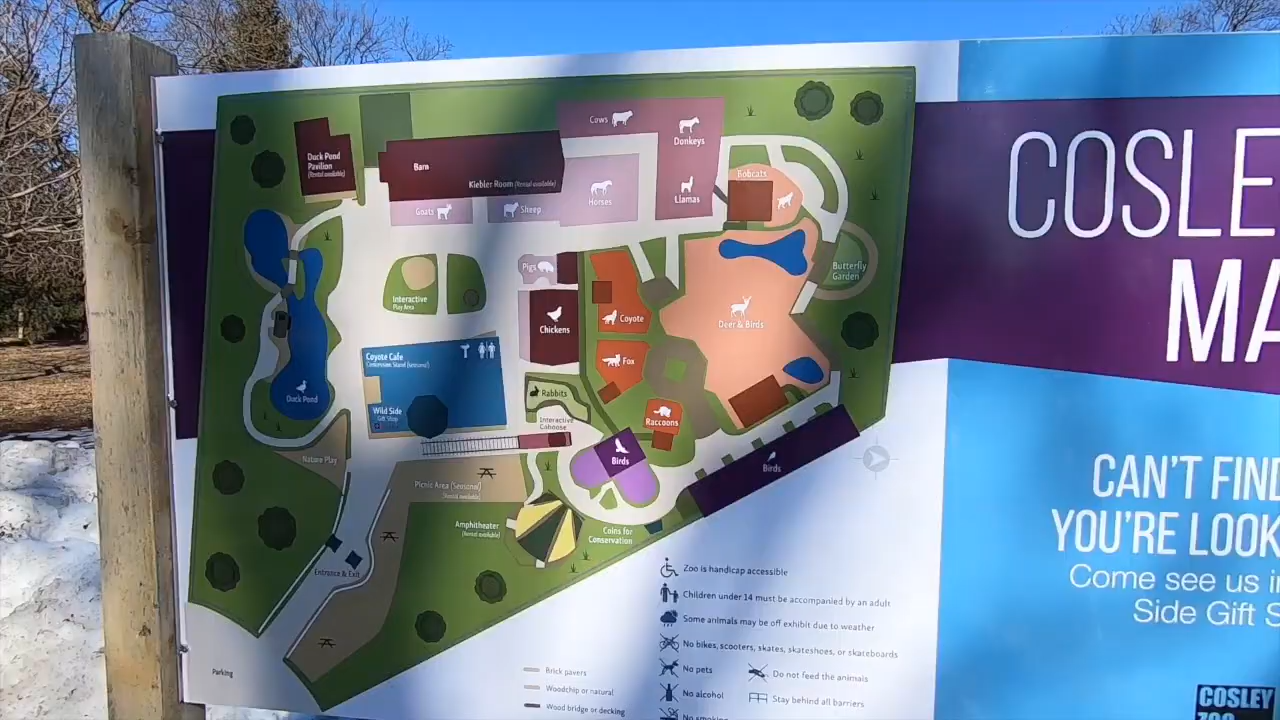 Cows
Donkeys
Duck Pond
Pavilion
(Rental available)
Barn
Kiebler Room (Rental available)
Goats
Sheep
Horses
Llamas
Bobcats
Butterfly
Garden
Pigs
Interactive
Play Area
Chickens
Coyote
Deer & Birds
Coyote Cafe
Concession Stand (Seasonal)
Fox
Duck Pond
Wild Side
Gift Shop
Rabbits
Interactive
Caboose
Raccoons
Birds
Birds
Nature Play
Picnic Area (Seasonal)
(Rental available)
Amphitheater
(Rental available)
Coins for
Conservation
Entrance & Exit
Parking
Zoo is handicap accessible
Children under 14 must be accompanied by an adult
Some animals may be off exhibit due to weather
No bikes, scooters, skates, skateshoes, or skateboards
No pets
Do not feed the animals
No alcohol
Stay behind all barriers
No smoking
Brick pavers
Woodchip or natural
Wood bridge or decking
COSLE
MA
CAN'T FIND
YOU'RE LOOK
Come see us i
Side Gift S
COSLEY
ZOO